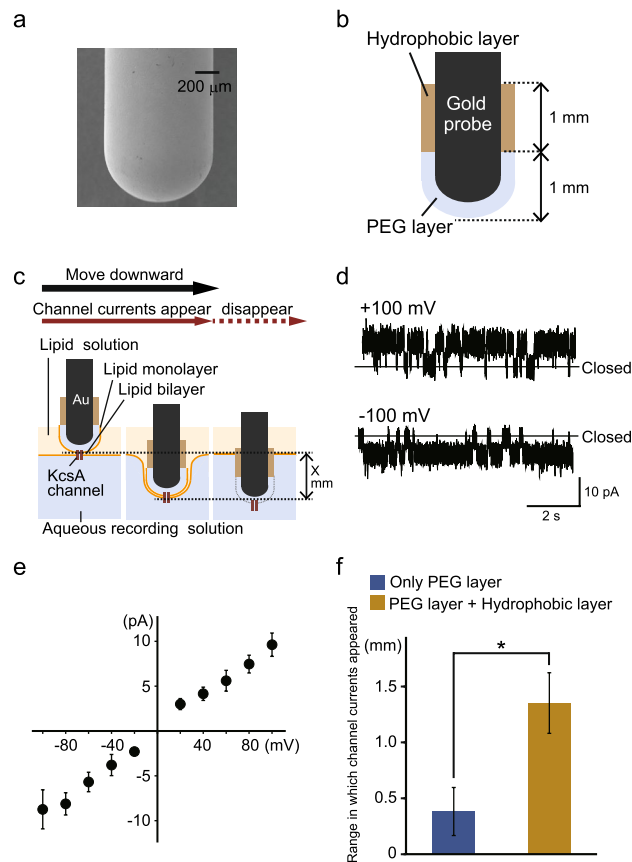 a
200 μm
b
Hydrophobic layer
Gold
probe
1 mm
1 mm
PEG layer
c
Move downward
Channel currents appear
disappear
Lipid solution
Lipid monolayer
Lipid bilayer
Au
KcsA
channel
X
mm
Aqueous recording solution
d
+100 mV
Closed
-100 mV
Closed
10 pA
2 s
e
(pA)
10
5
-80 -40
40 80 (mV)
-5
-10
f
Only PEG layer
PEG layer + Hydrophobic layer
Range in which channel currents appeared
(mm)
*
1.5
1.0
0.5
0